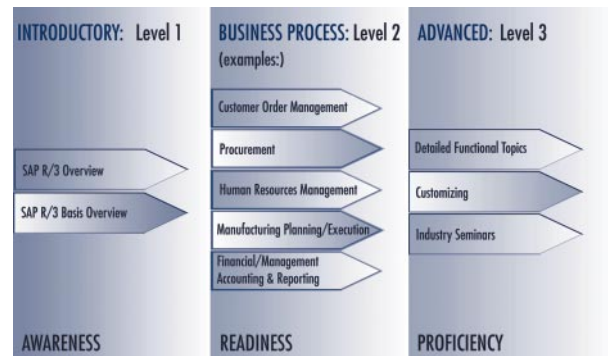 INTRODUCTORY: Level 1
SAP R/3 Overview
SAP R/3 Basis Overview
AWARENESS
BUSINESS PROCESS: Level 2
(examples:)
Customer Order Management
Procurement
Human Resources Management
Manufacturing Planning/Execution
Financial/Management
Accounting & Reporting
READINESS
ADVANCED: Level 3
Detailed Functional Topics
Customizing
Industry Seminars
PROFICIENCY